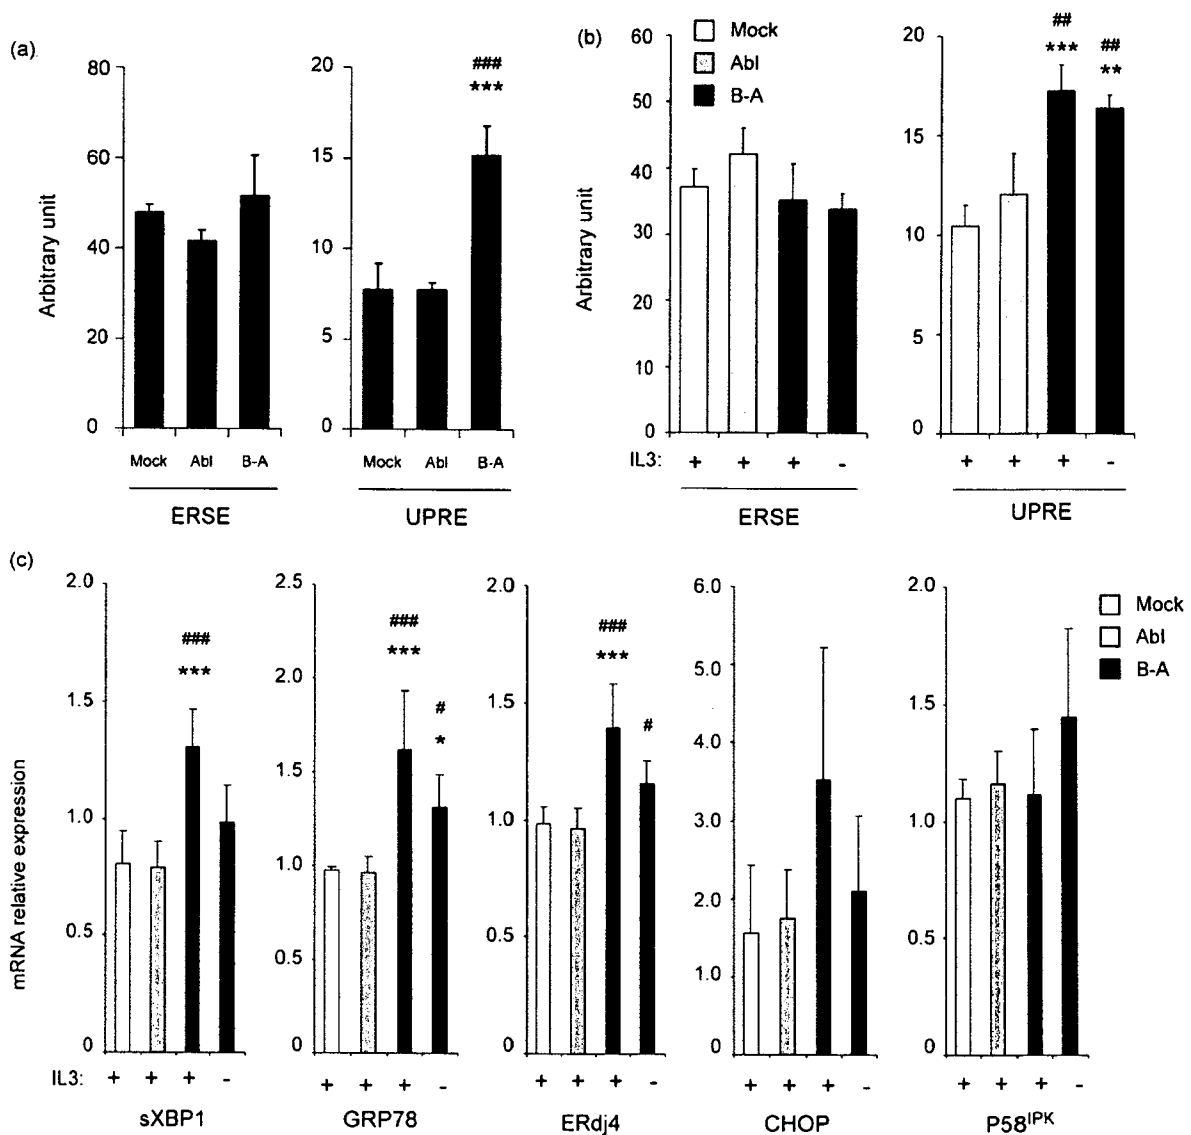 (a)
Arbitrary unit
80
60
40
20
0
Mock Abl B-A
ERSE
20
15
10
5
0
###
***
Mock Abl B-A
UPRE
(b)
Mock
Abl
B-A
Arbitrary unit
60
50
40
30
20
10
0
IL3: + + + -
ERSE
20
15
10
5
0
##
***
##
**
+ + + -
UPRE
(c)
mRNA relative expression
2.0
1.5
1.0
0.5
0
###
***
IL3: + + + -
sXBP1
2.5
2.0
1.5
1.0
0.5
0
###
***
#
*
+ + + -
GRP78
2.0
1.5
1.0
0.5
0
###
***
#
+ + + -
ERdj4
6.0
5.0
4.0
3.0
2.0
1.0
0
+ + + -
CHOP
2.0
1.5
1.0
0.5
0
+ + + -
P58IPK
Mock
Abl
B-A